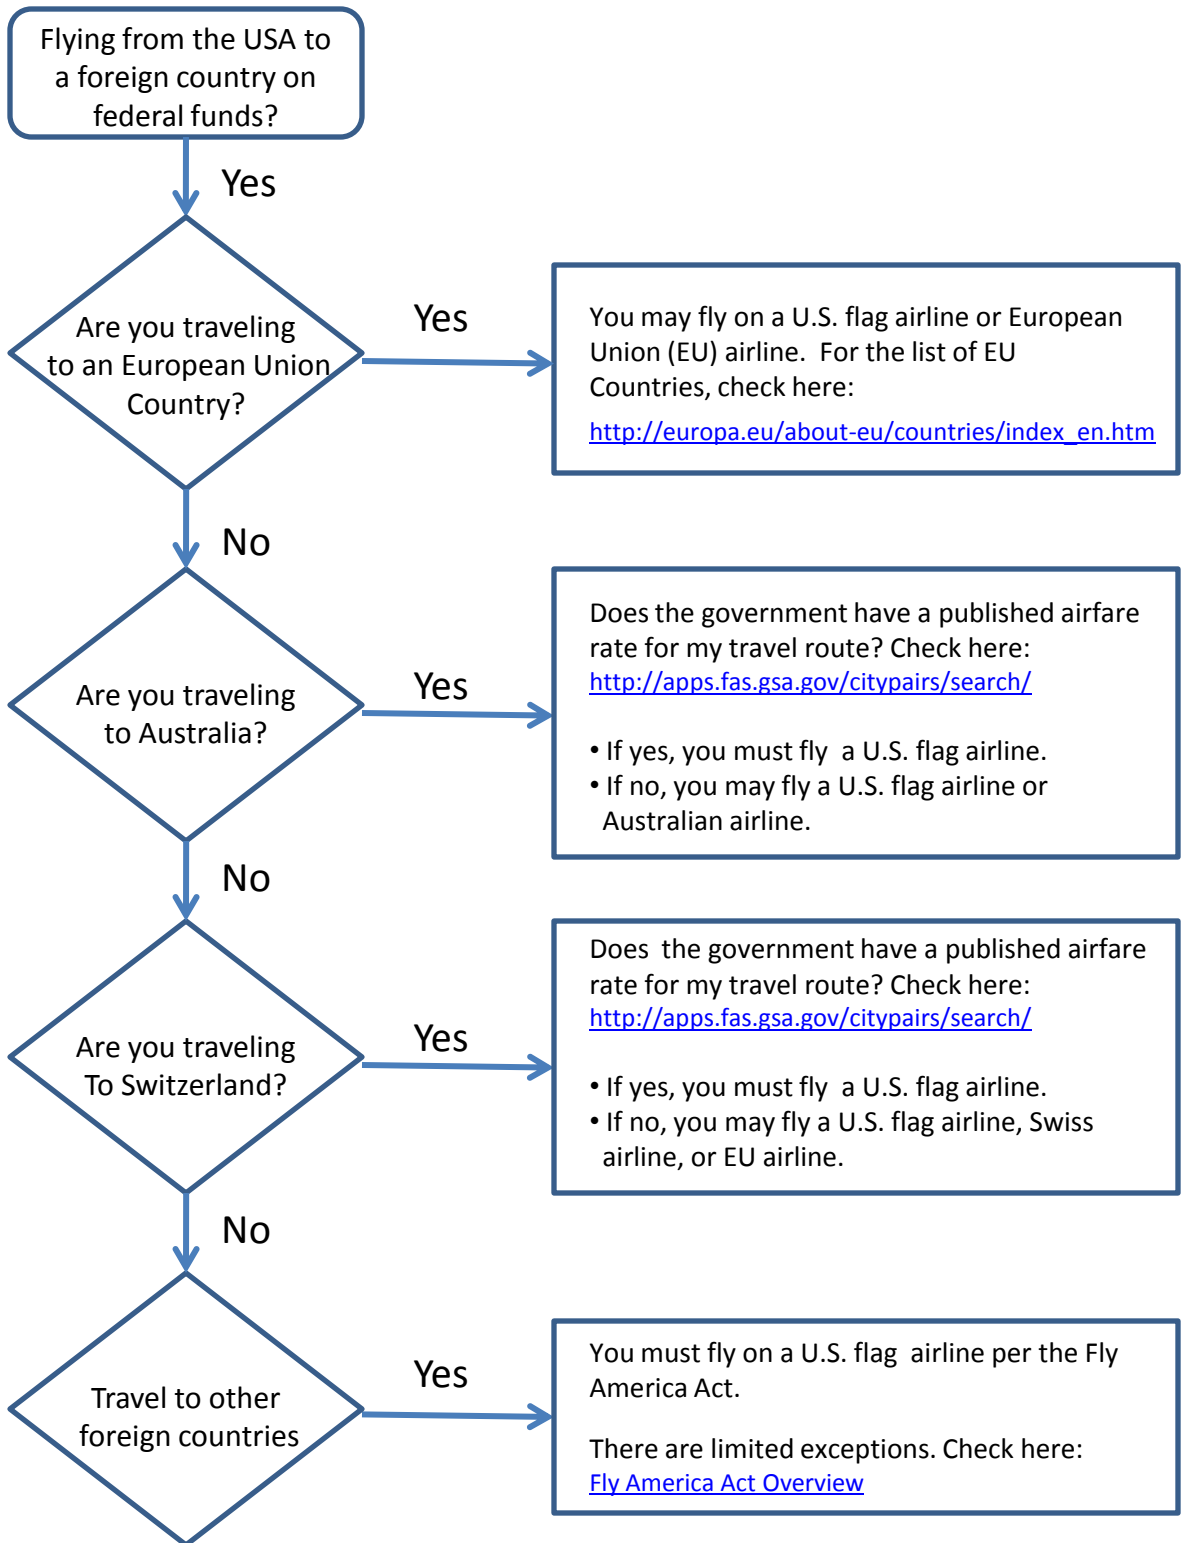 Flying from the USA to
a foreign country on
federal funds?
Yes
Are you traveling
to an European Union
Country?
Yes
You may fly on a U.S. flag airline or European
Union (EU) airline.  For the list of EU
Countries, check here:
http://europa.eu/about-eu/countries/index_en.htm
No
Are you traveling
to Australia?
Yes
Does the government have a published airfare
rate for my travel route? Check here:
http://apps.fas.gsa.gov/citypairs/search/
• If yes, you must fly  a U.S. flag airline.
• If no, you may fly a U.S. flag airline or
Australian airline.
No
Are you traveling
To Switzerland?
Yes
Does  the government have a published airfare
rate for my travel route? Check here:
http://apps.fas.gsa.gov/citypairs/search/
• If yes, you must fly  a U.S. flag airline.
• If no, you may fly a U.S. flag airline, Swiss
airline, or EU airline.
No
Travel to other
foreign countries
Yes
You must fly on a U.S. flag  airline per the Fly
America Act.
There are limited exceptions. Check here:
Fly America Act Overview